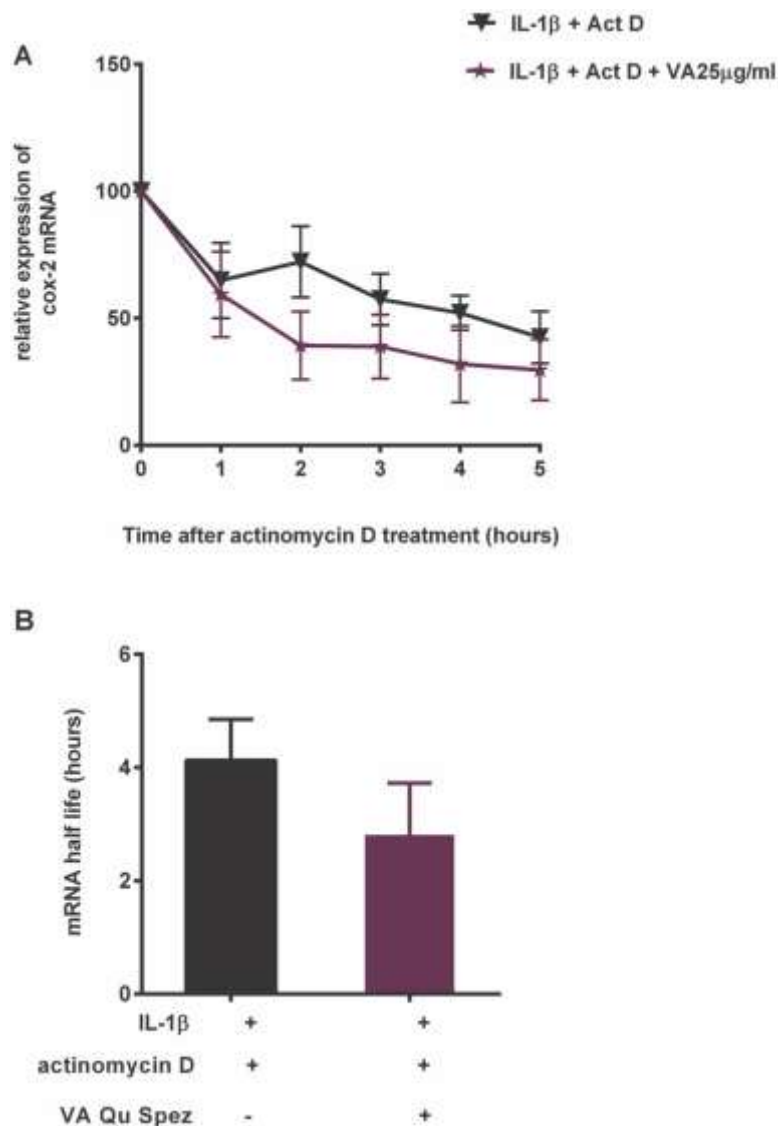 IL-1β + Act D
A
IL-1β + Act D + VA25µg/ml
150
100
50
0
relative expression of
cox-2 mRNA
0 1 2 3 4 5
Time after actinomycin D treatment (hours)
B
6
4
2
0
mRNA half life (hours)
IL-1β + +
actinomycin D + +
VA Qu Spez - +